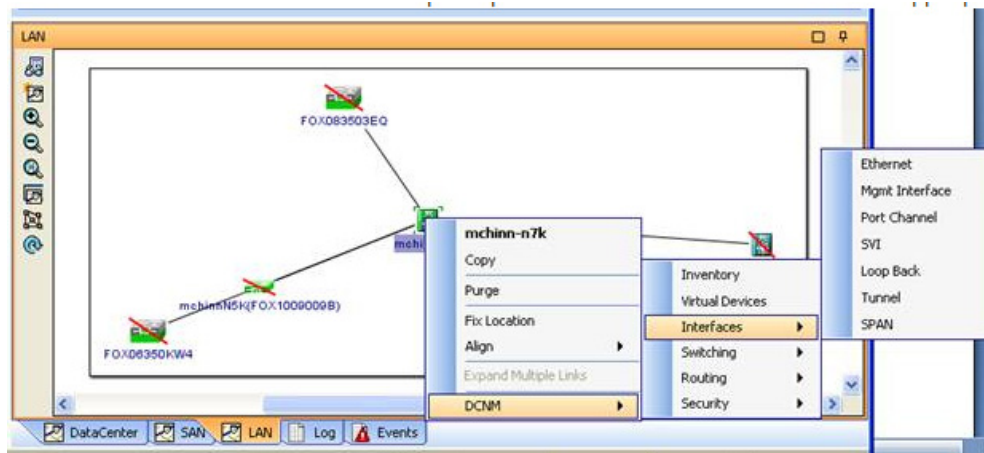 LAN
FOX083503EQ
mchinnN5K(FOX1009009B)
FOX06350KW4
mchinn-n7k
Copy
Purge
Fix Location
Align
Expand Multiple Links
DCNM
Inventory
Virtual Devices
Interfaces
Switching
Routing
Security
Ethernet
Mgmt Interface
Port Channel
SVI
Loop Back
Tunnel
SPAN
DataCenter SAN LAN Log Events